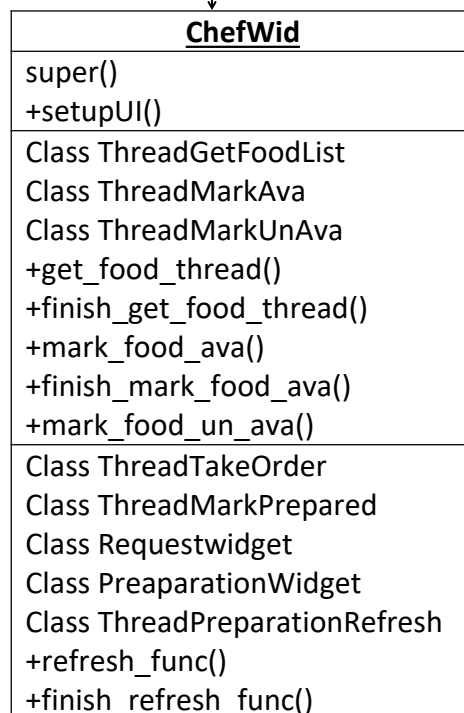 ChefWid
super()
+setupUI()
Class ThreadGetFoodList
Class ThreadMarkAva
Class ThreadMarkUnAva
+get_food_thread()
+finish_get_food_thread()
+mark_food_ava()
+finish_mark_food_ava()
+mark_food_un_ava()
Class ThreadTakeOrder
Class ThreadMarkPrepared
Class Requestwidget
Class PreaparationWidget
Class ThreadPreparationRefresh
+refresh_func()
+finish_refresh_func()